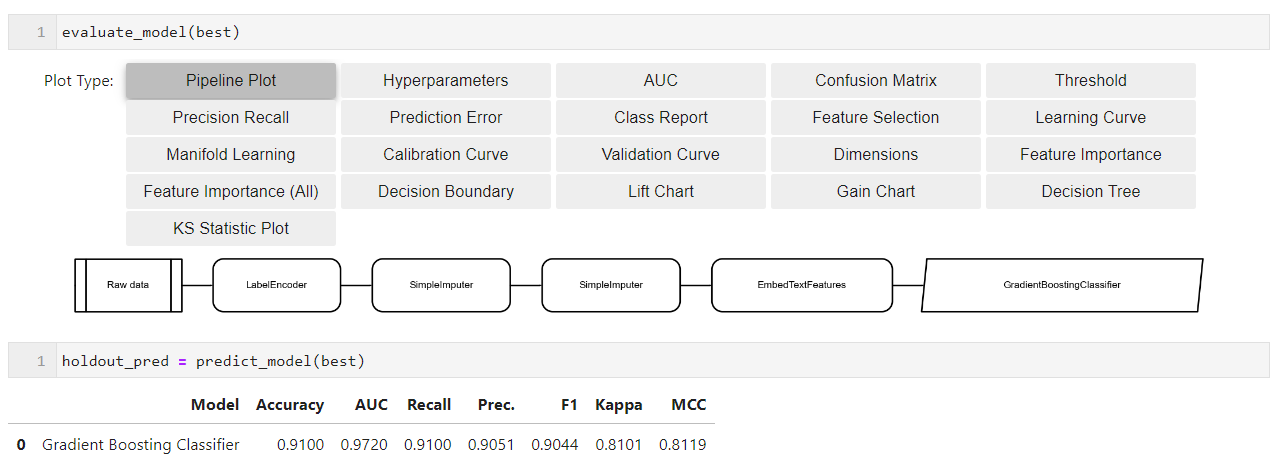 1 evaluate_model(best)
Plot Type: Pipeline Plot Hyperparameters AUC Confusion Matrix Threshold
Precision Recall Prediction Error Class Report Feature Selection Learning Curve
Manifold Learning Calibration Curve Validation Curve Dimensions Feature Importance
Feature Importance (All) Decision Boundary Lift Chart Gain Chart Decision Tree
KS Statistic Plot
Raw data LabelEncoder SimpleImputer SimpleImputer EmbedTextFeatures GradientBoostingClassifier
1 holdout_pred = predict_model(best)
Model Accuracy AUC Recall Prec. F1 Kappa MCC
0 Gradient Boosting Classifier 0.9100 0.9720 0.9100 0.9051 0.9044 0.8101 0.8119